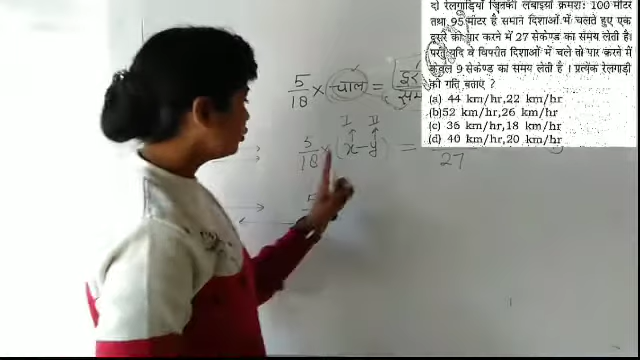 दो रेलगाड़ियाँ जिनकी लंबाइयाँ क्रमशः 100 मीटर
तथा 95 मीटर है समान दिशाओं में चलते हुए एक
दूसरे को पार करने में 27 सेकेण्ड का समय लेती है।
परंतु यदि वे विपरीत दिशाओं में चले तो पार करने में
केवल 9 सेकेण्ड का समय लेती है । प्रत्येक रेलगाड़ी
की गति बताएं ?
(a) 44 km/hr,22 km/hr
(b)52 km/hr,26 km/hr
(c) 36 km/hr,18 km/hr
(d) 40 km/hr,20 km/hr
5/18 × चाल =
I II
5/18 × (x-y) =
27
5